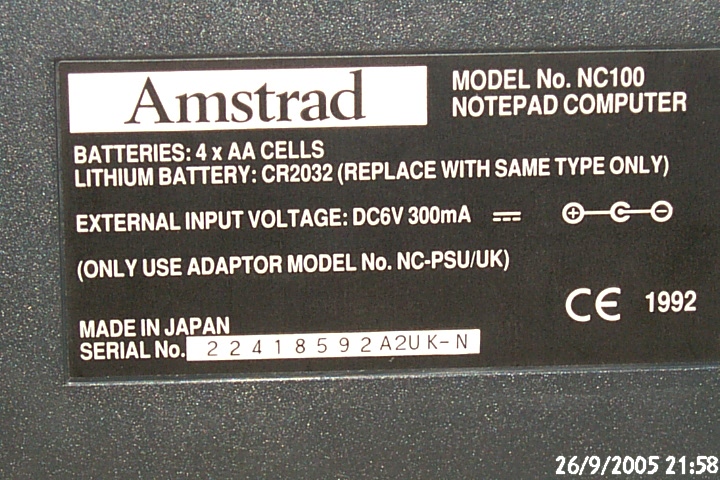 Amstrad
MODEL No. NC100
NOTEPAD COMPUTER
BATTERIES: 4 x AA CELLS
LITHIUM BATTERY: CR2032 (REPLACE WITH SAME TYPE ONLY)
EXTERNAL INPUT VOLTAGE: DC6V 300mA
(ONLY USE ADAPTOR MODEL No. NC-PSU/UK)
CE 1992
MADE IN JAPAN
SERIAL No. 22418592A2UK-N
26/9/2005 21:58